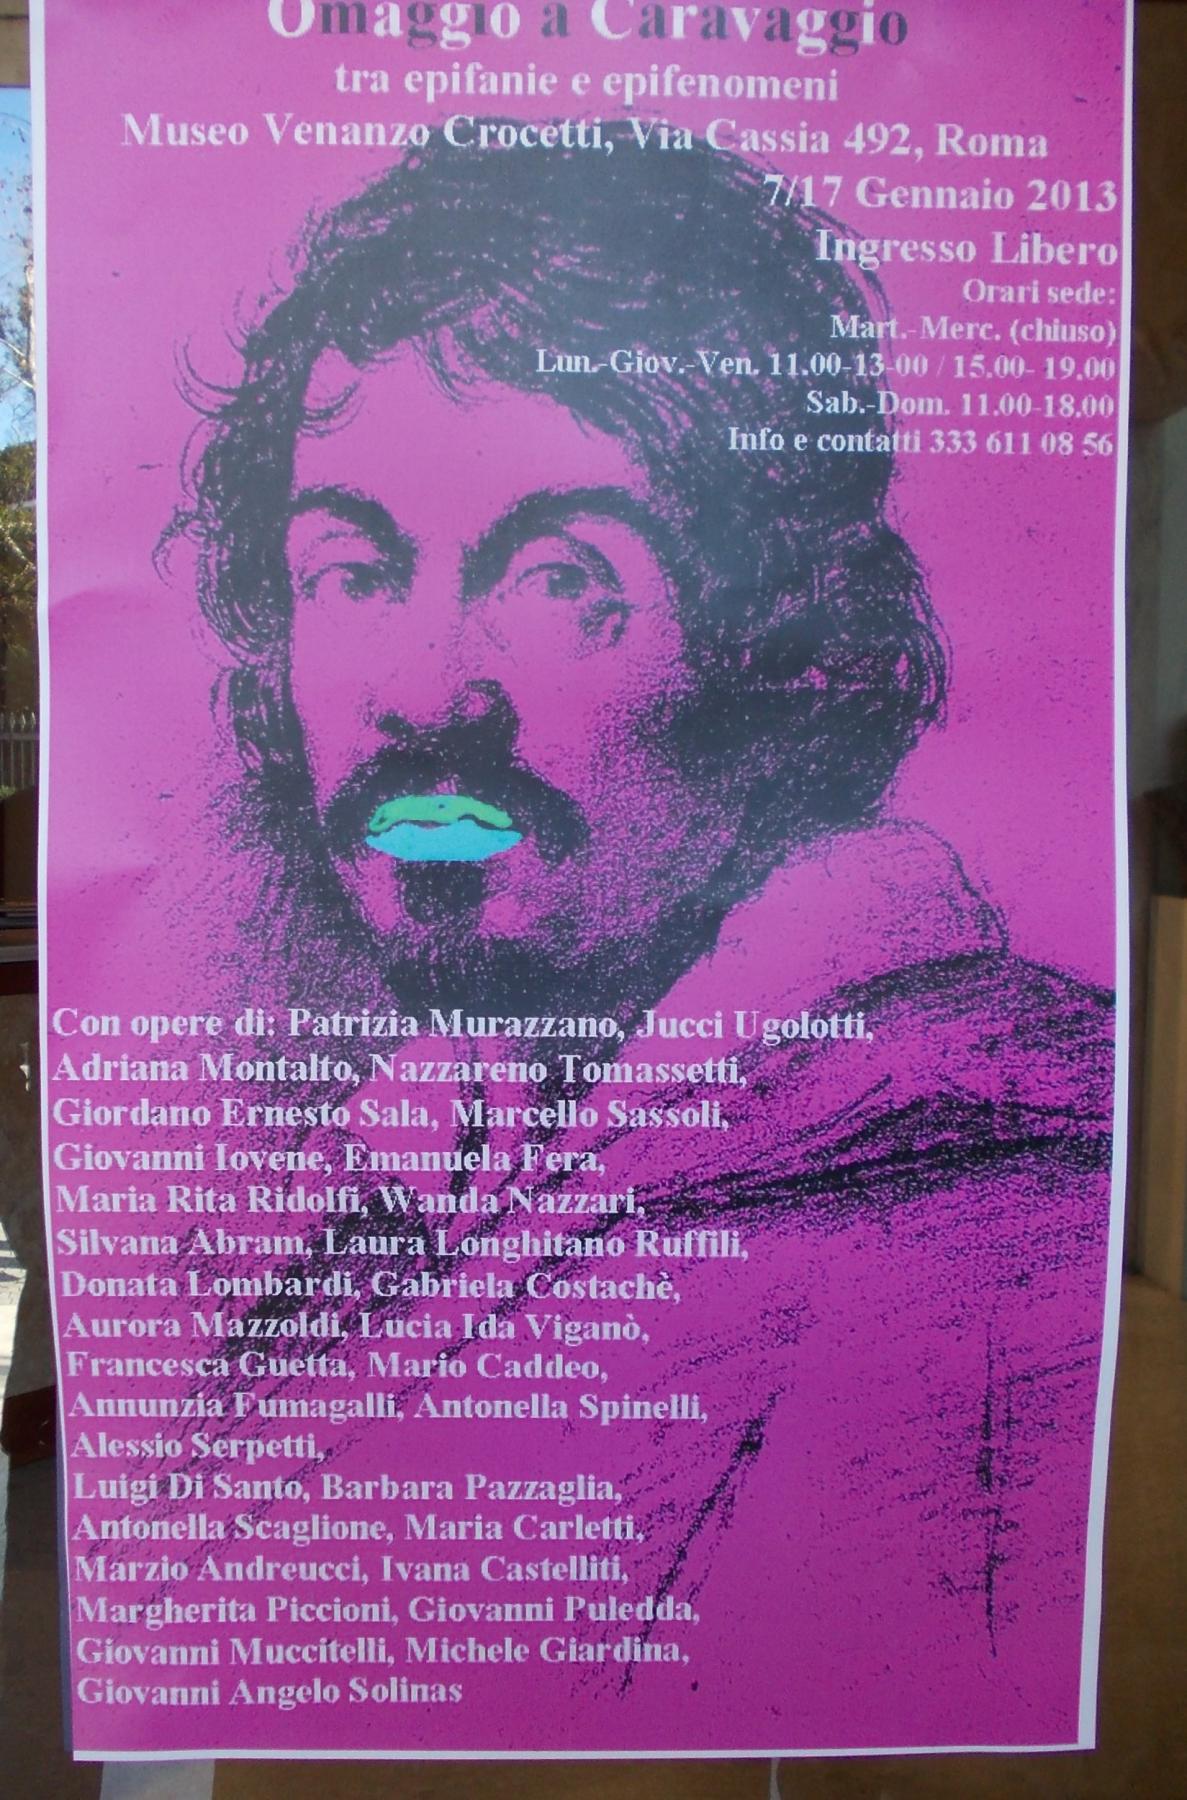 Omaggio a Caravaggio
tra epifanie e epifenomeni
Museo Venanzo Crocetti, Via Cassia 492, Roma
7/17 Gennaio 2013
Ingresso Libero
Orari sede:
Mart.-Merc. (chiuso)
Lun.-Giov.-Ven. 11.00-13-00 / 15.00- 19.00
Sab.-Dom. 11.00-18.00
Info e contatti 333 611 08 56
Con opere di: Patrizia Murazzano, Jucci Ugolotti,
Adriana Montalto, Nazzareno Tomassetti,
Giordano Ernesto Sala, Marcello Sassoli,
Giovanni Iovene, Emanuela Fera,
Maria Rita Ridolfi, Wanda Nazzari,
Silvana Abram, Laura Longhitano Ruffili,
Donata Lombardi, Gabriela Costachè,
Aurora Mazzoldi, Lucia Ida Viganò,
Francesca Guetta, Mario Caddeo,
Annunzia Fumagalli, Antonella Spinelli,
Alessio Serpetti,
Luigi Di Santo, Barbara Pazzaglia,
Antonella Scaglione, Maria Carletti,
Marzio Andreucci, Ivana Castelliti,
Margherita Piccioni, Giovanni Puledda,
Giovanni Muccitelli, Michele Giardina,
Giovanni Angelo Solinas